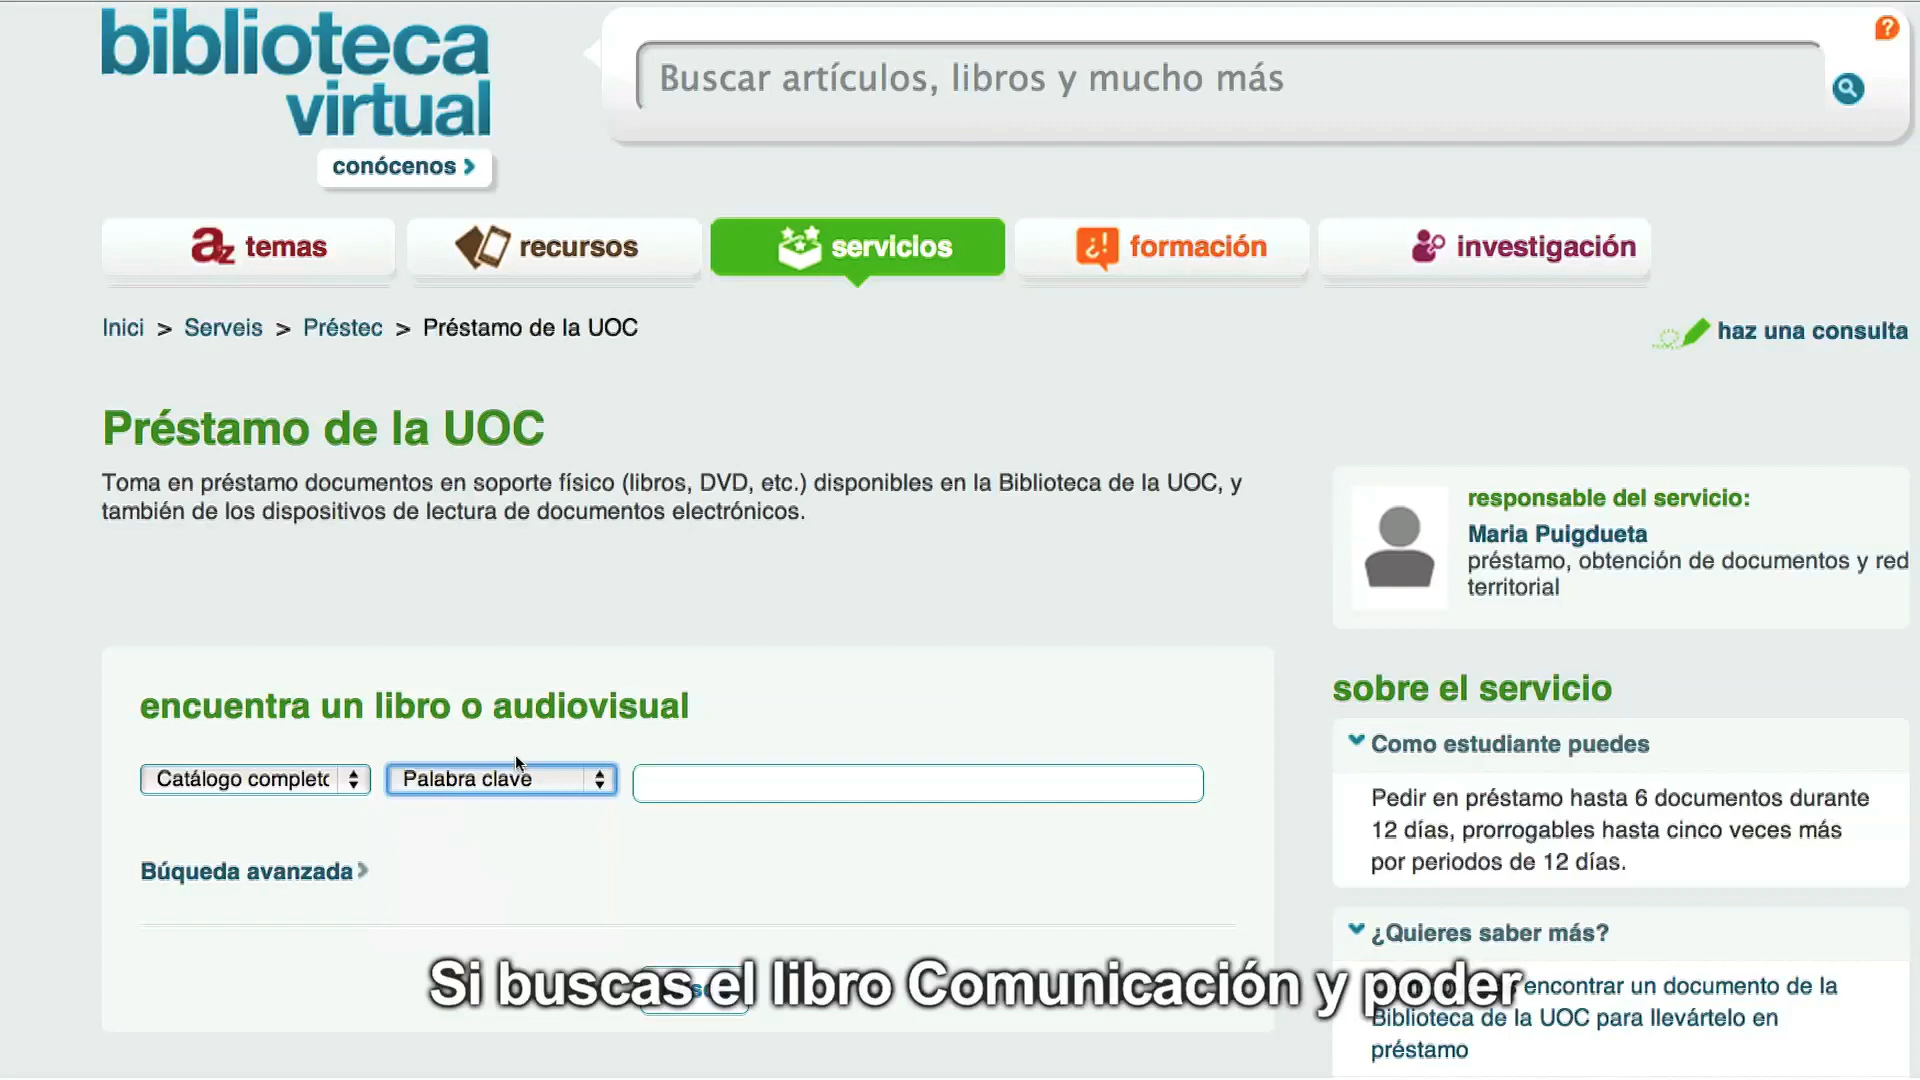 biblioteca
virtual
conócenos
Buscar artículos, libros y mucho más
?
az temas
recursos
servicios
¿! formación
investigación
Inici > Serveis > Préstec > Préstamo de la UOC
haz una consulta
Préstamo de la UOC
Toma en préstamo documentos en soporte físico (libros, DVD, etc.) disponibles en la Biblioteca de la UOC, y
también de los dispositivos de lectura de documentos electrónicos.
responsable del servicio:
Maria Puigdueta
préstamo, obtención de documentos y red
territorial
encuentra un libro o audiovisual
Catálogo completo
Palabra clave
Búqueda avanzada
sobre el servicio
Como estudiante puedes
Pedir en préstamo hasta 6 documentos durante
12 días, prorrogables hasta cinco veces más
por periodos de 12 días.
¿Quieres saber más?
encontrar un documento de la
Biblioteca de la UOC para llevártelo en
préstamo
Si buscas el libro Comunicación y poder